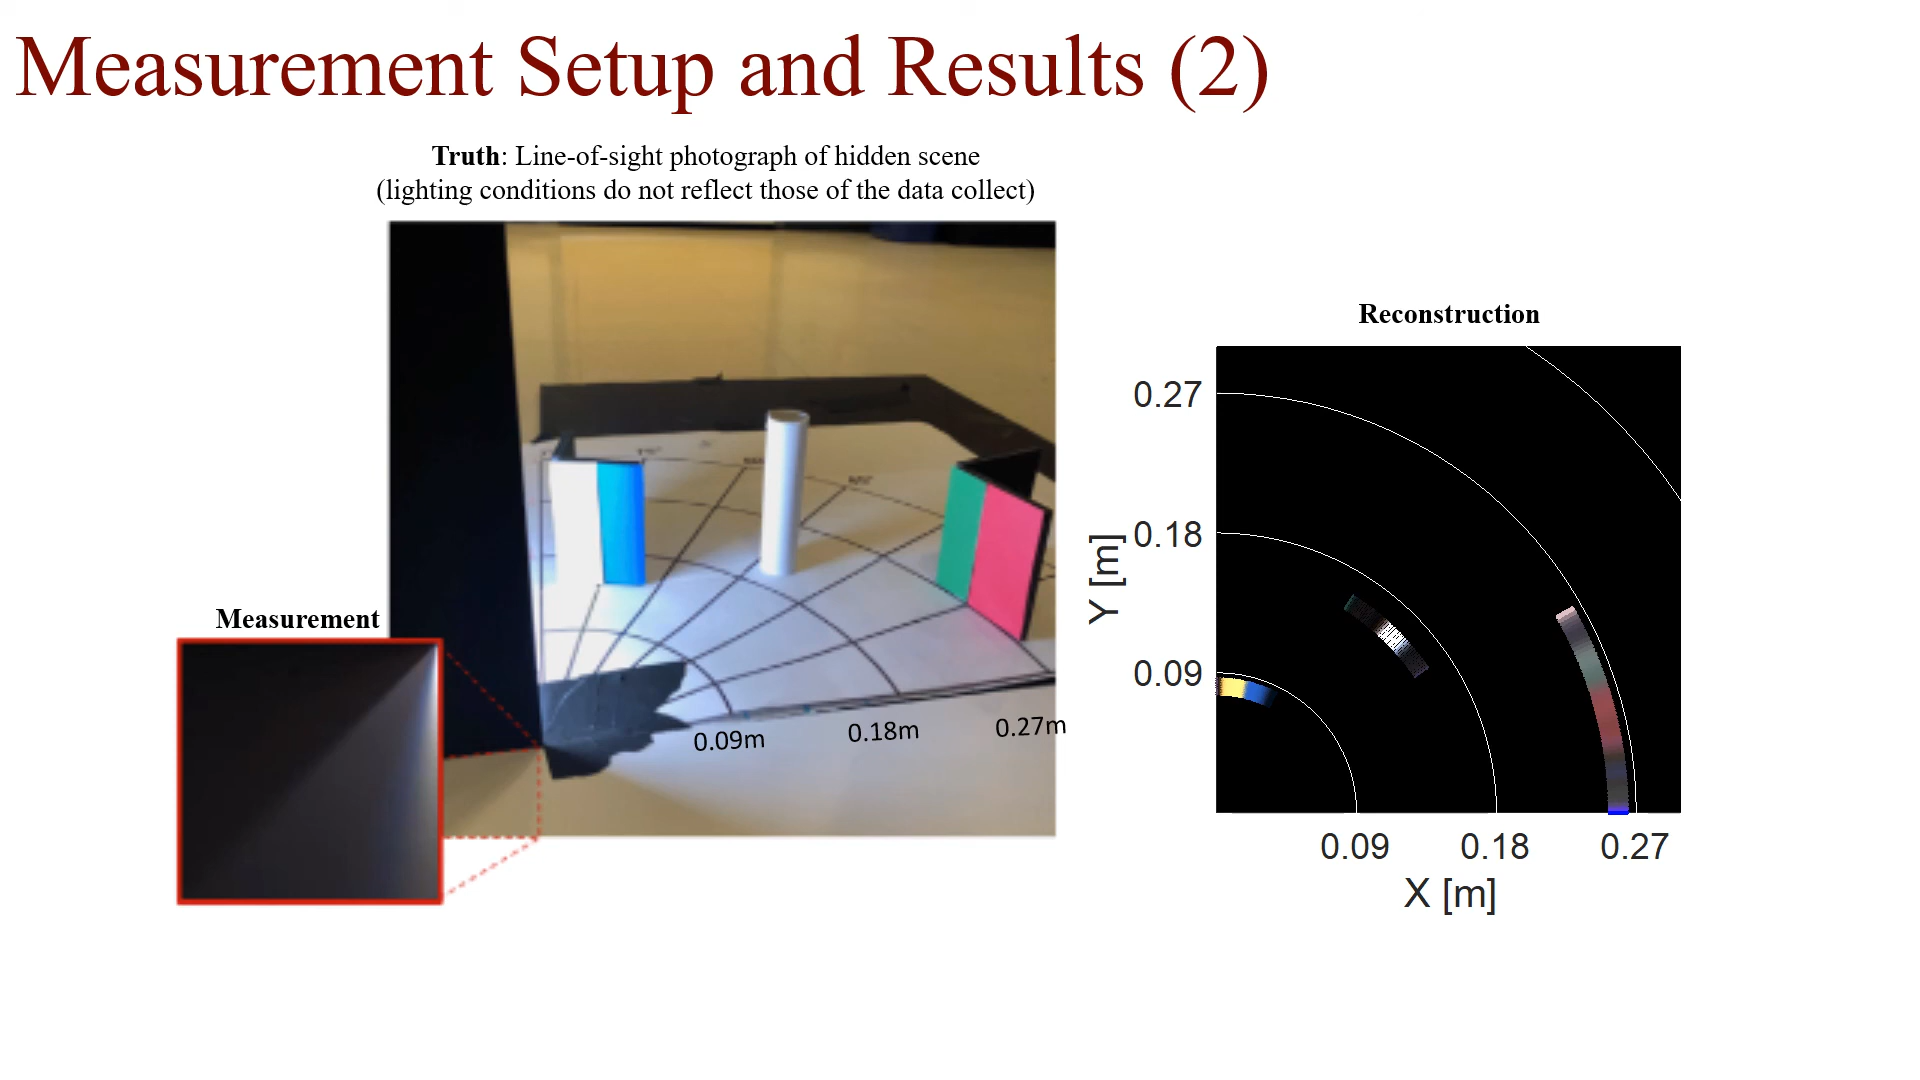 Measurement Setup and Results (2)
Truth: Line-of-sight photograph of hidden scene
(lighting conditions do not reflect those of the data collect)
Measurement
0.09m
0.18m
0.27m
Reconstruction
0.27
0.18
0.09
Y [m]
0.09
0.18
0.27
X [m]